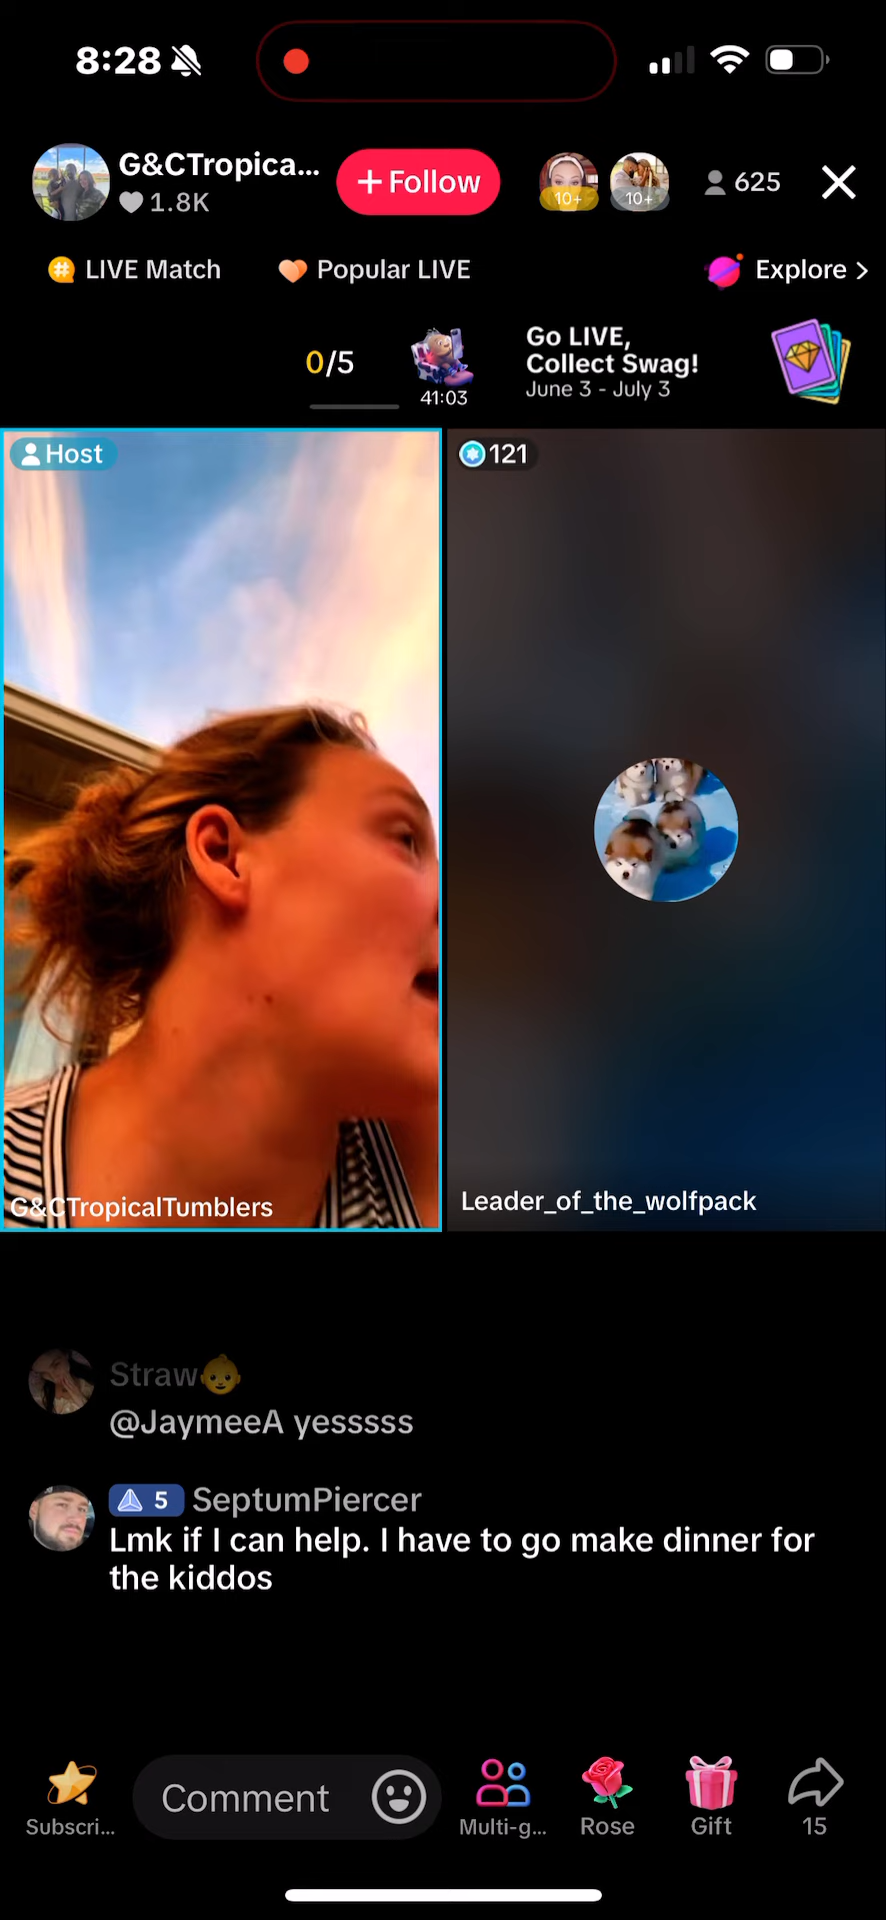 8:28
G&CTropica...
1.8K
+ Follow
10+
10+
625
LIVE Match
Popular LIVE
Explore >
0/5
41:03
Go LIVE,
Collect Swag!
June 3 - July 3
Host
121
G&CTropicalTumblers
Leader_of_the_wolfpack
Straw👶
@JaymeeA yesssss
5 SeptumPiercer
Lmk if I can help. I have to go make dinner for
the kiddos
Subscri...
Comment
Multi-g...
Rose
Gift
15